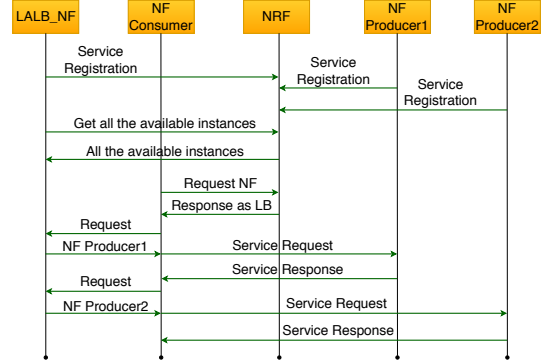 LALB_NF
NF
Consumer
NRF
NF
Producer1
NF
Producer2
Service
Registration
Service
Registration
Service
Registration
Get all the available instances
All the available instances
Request NF
Response as LB
Request
NF Producer1
Service Request
Service Response
Request
NF Producer2
Service Request
Service Response